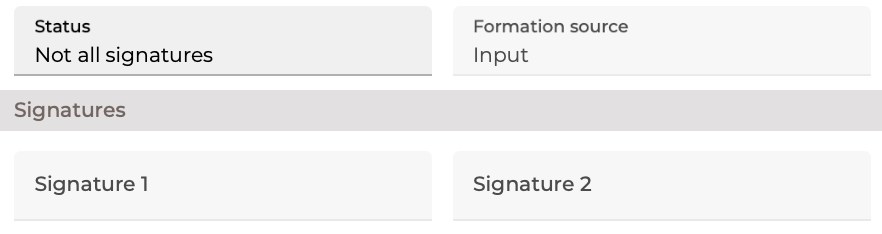 Status
Not all signatures
Formation source
Input
Signatures
Signature 1
Signature 2